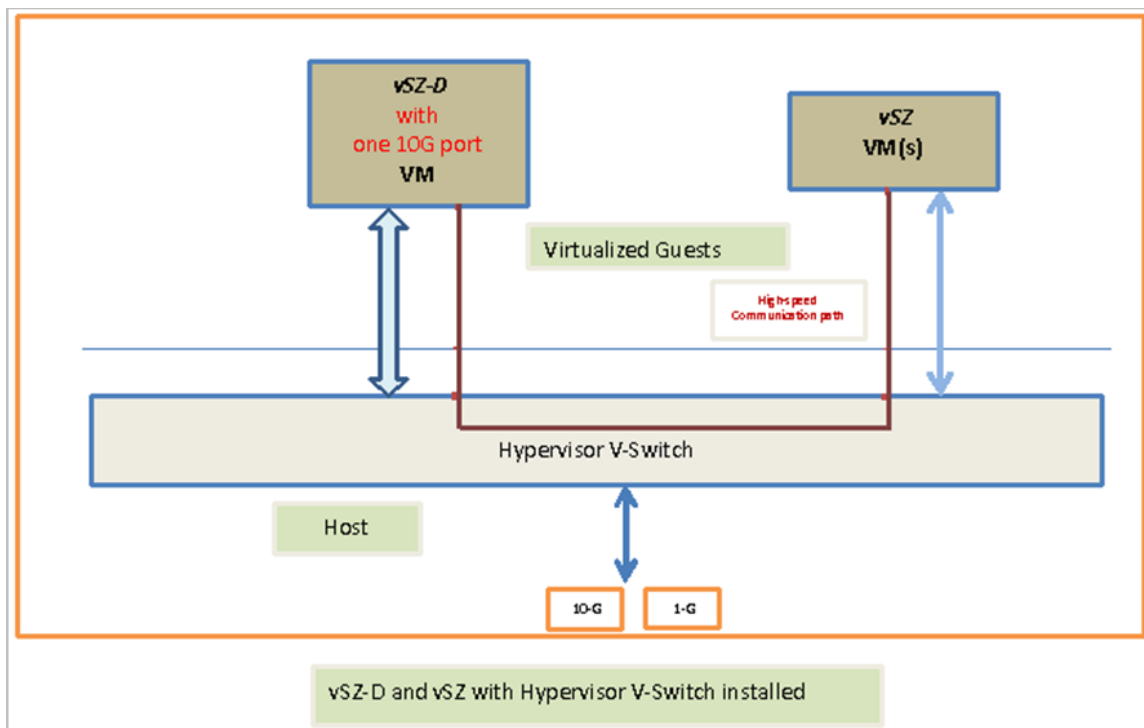 vSZ-D
with
one 10G port
VM
vSZ
VM(s)
Virtualized Guests
High-speed
Communication path
Hypervisor V-Switch
Host
10-G
1-G
vSZ-D and vSZ with Hypervisor V-Switch installed